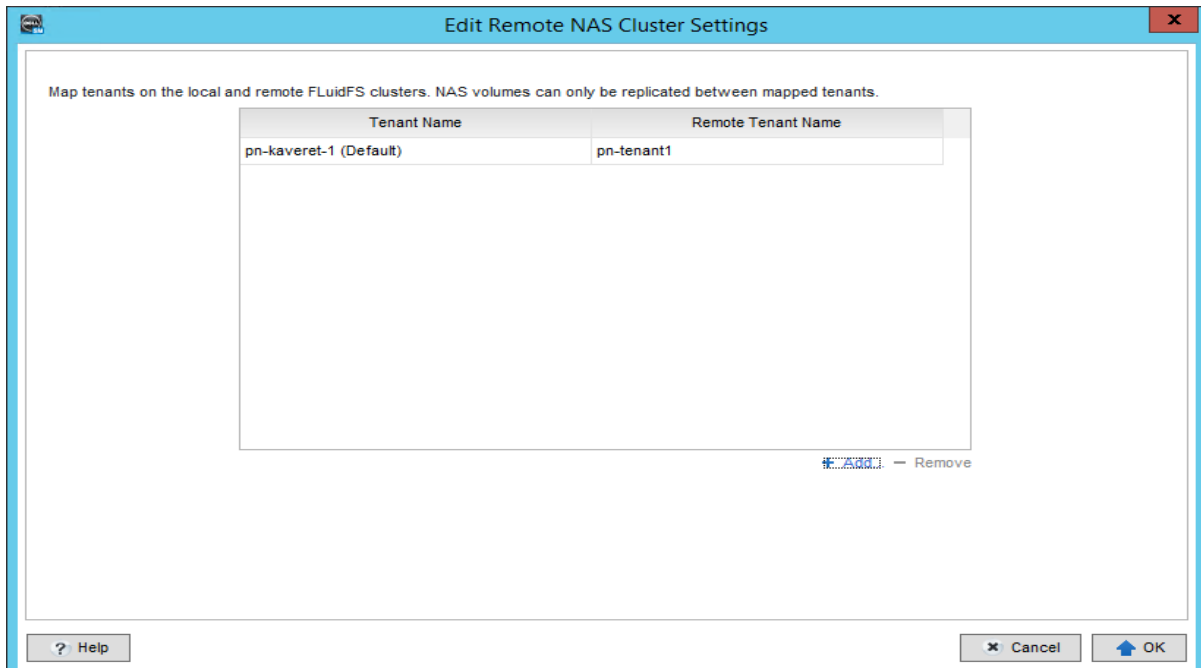 Edit Remote NAS Cluster Settings
x
Map tenants on the local and remote FLuidFS clusters. NAS volumes can only be replicated between mapped tenants.
Tenant Name Remote Tenant Name
pn-kaveret-1 (Default) pn-tenant1
+ Add - Remove
? Help Cancel OK